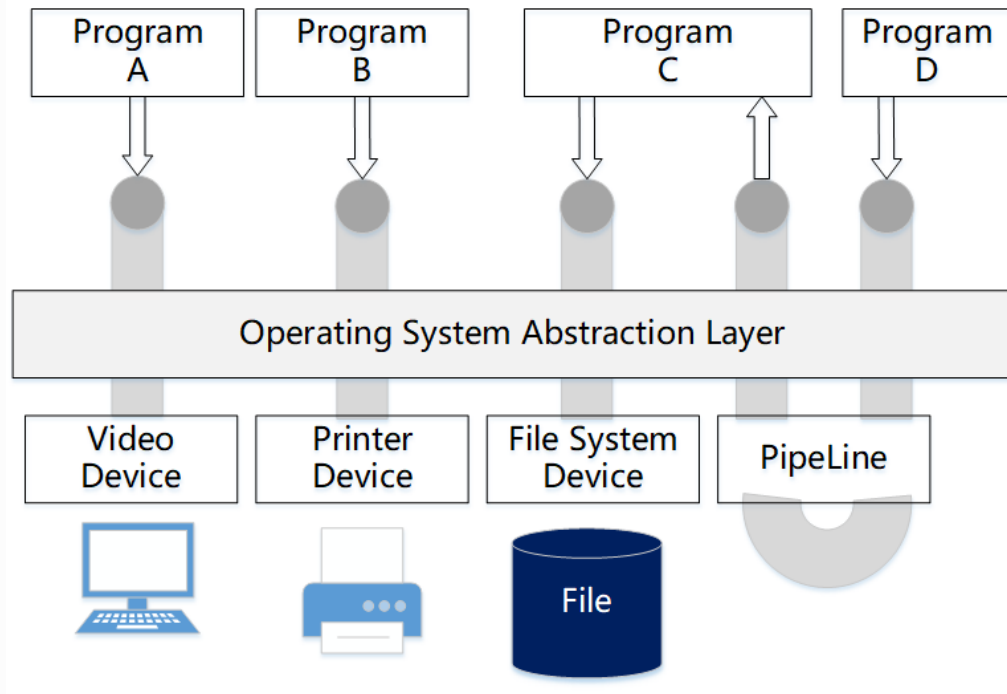 Program
A
Program
B
Program
C
Program
D
Operating System Abstraction Layer
Video
Device
Printer
Device
File System
Device
PipeLine
File